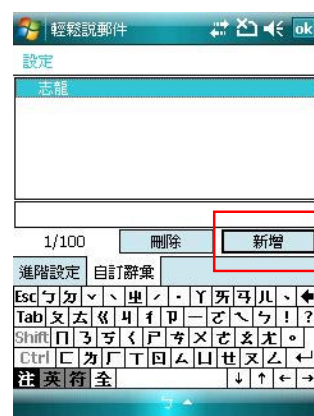 輕鬆說郵件 ok
設定
志龍
1/100 刪除 新增
進階設定 自訂辭彙
Esc ㄅ ㄉ ˇ ˋ ㄓ ˊ ˙ ㄚ ㄞ ㄢ ㄦ 、
Tab ㄆ ㄊ ㄍ ㄐ ㄔ ㄗ ㄧ ㄛ ㄟ ㄣ ! ?
Shift ㄇ ㄋ ㄎ ㄑ ㄕ ㄘ ㄨ ㄜ ㄠ ㄤ 。
Ctrl ㄈ ㄌ ㄏ ㄒ ㄖ ㄙ ㄩ ㄝ ㄡ ㄥ ↵
注 英 符 全 ↓ ↑ ← →
ㄅ